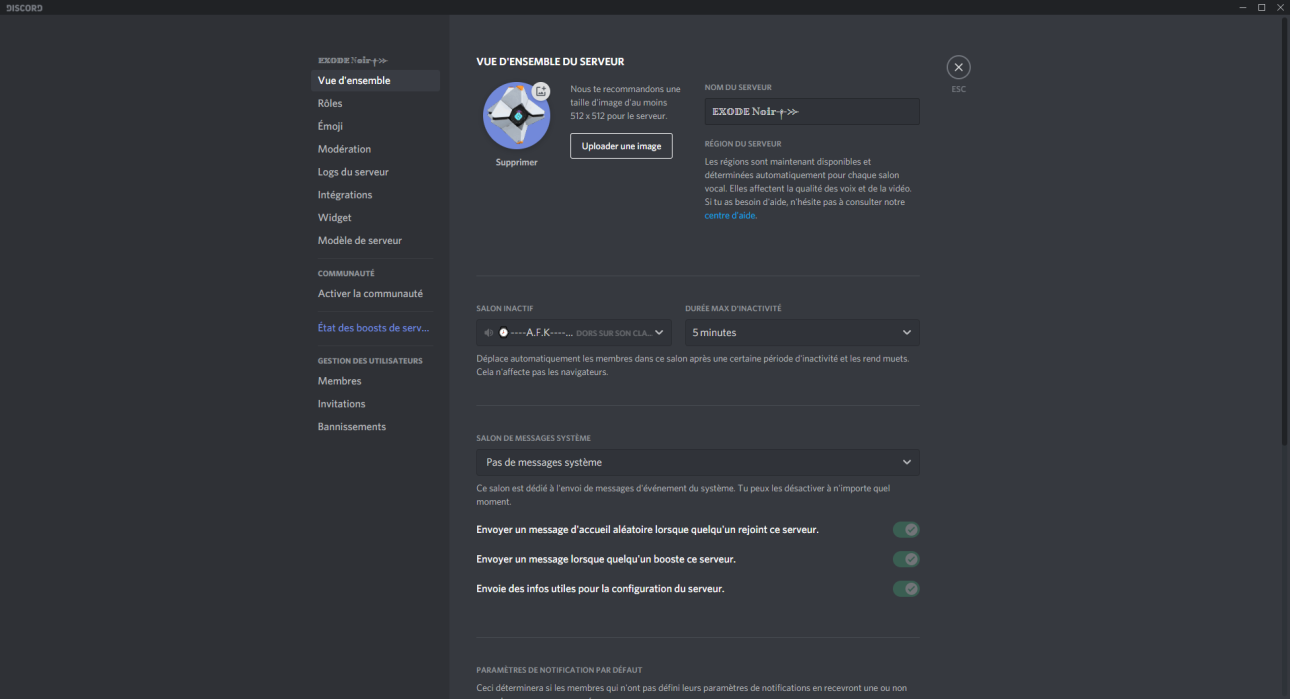 DISCORD
EXODE Noir
Vue d'ensemble
Rôles
Émoji
Modération
Logs du serveur
Intégrations
Widget
Modèle de serveur
COMMUNAUTÉ
Activer la communauté
État des boosts de serv...
GESTION DES UTILISATEURS
Membres
Invitations
Bannissements
VUE D'ENSEMBLE DU SERVEUR
Supprimer
Nous te recommandons une
taille d'image d'au moins
512 x 512 pour le serveur.
Uploader une image
NOM DU SERVEUR
EXODE Noir
RÉGION DU SERVEUR
Les régions sont maintenant disponibles et
déterminées automatiquement pour chaque salon
vocal. Elles affectent la qualité des voix et de la vidéo.
Si tu as besoin d'aide, n'hésite pas à consulter notre
centre d'aide.
ESC
SALON INACTIF
----A.F.K----... DORS SUR SON CLA...
DURÉE MAX D'INACTIVITÉ
5 minutes
Déplace automatiquement les membres dans ce salon après une certaine période d'inactivité et les rend muets.
Cela n'affecte pas les navigateurs.
SALON DE MESSAGES SYSTÈME
Pas de messages système
Ce salon est dédié à l'envoi de messages d'événement du système. Tu peux les désactiver à n'importe quel
moment.
Envoyer un message d'accueil aléatoire lorsque quelqu'un rejoint ce serveur.
Envoyer un message lorsque quelqu'un booste ce serveur.
Envoie des infos utiles pour la configuration du serveur.
PARAMÈTRES DE NOTIFICATION PAR DÉFAUT
Ceci déterminera si les membres qui n'ont pas défini leurs paramètres de notifications en recevront une ou non